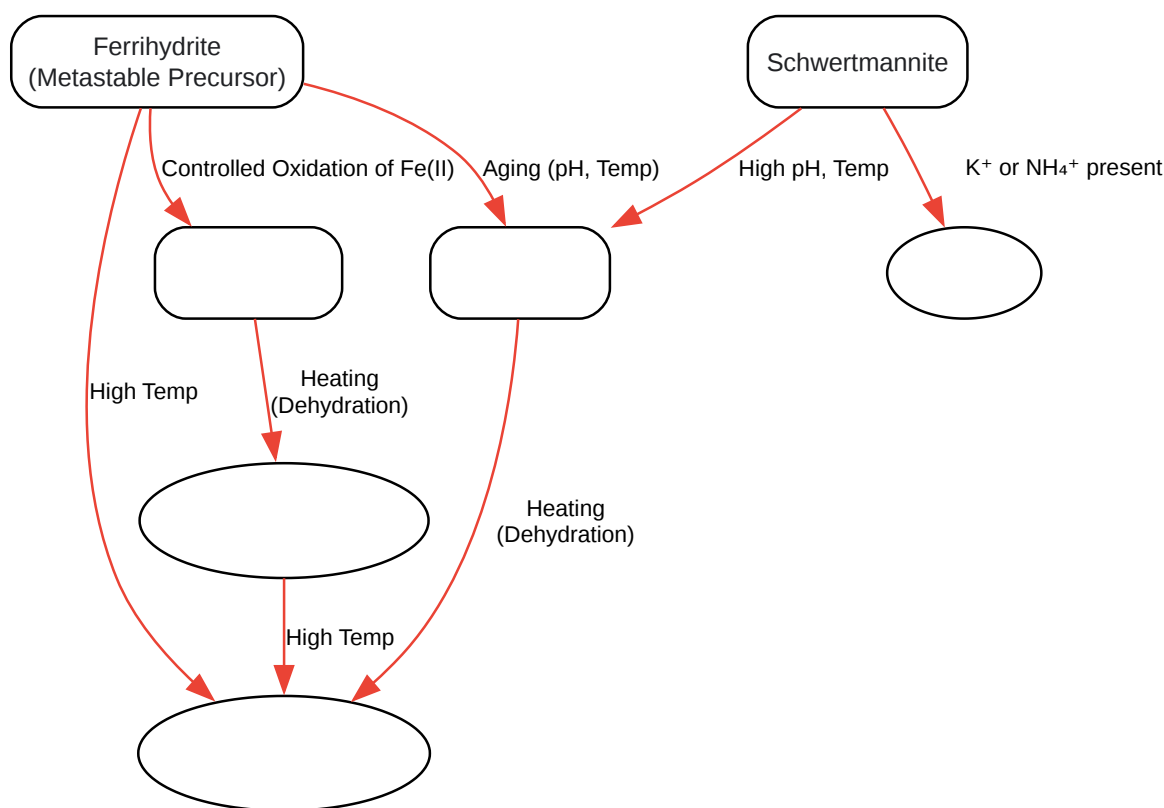 Ferrihydrite
(Metastable Precursor)
Schwertmannite
Controlled Oxidation of Fe(II)
Aging (pH, Temp)
High pH, Temp
K⁺ or NH₄⁺ present
High Temp
Heating
(Dehydration)
Heating
(Dehydration)
High Temp